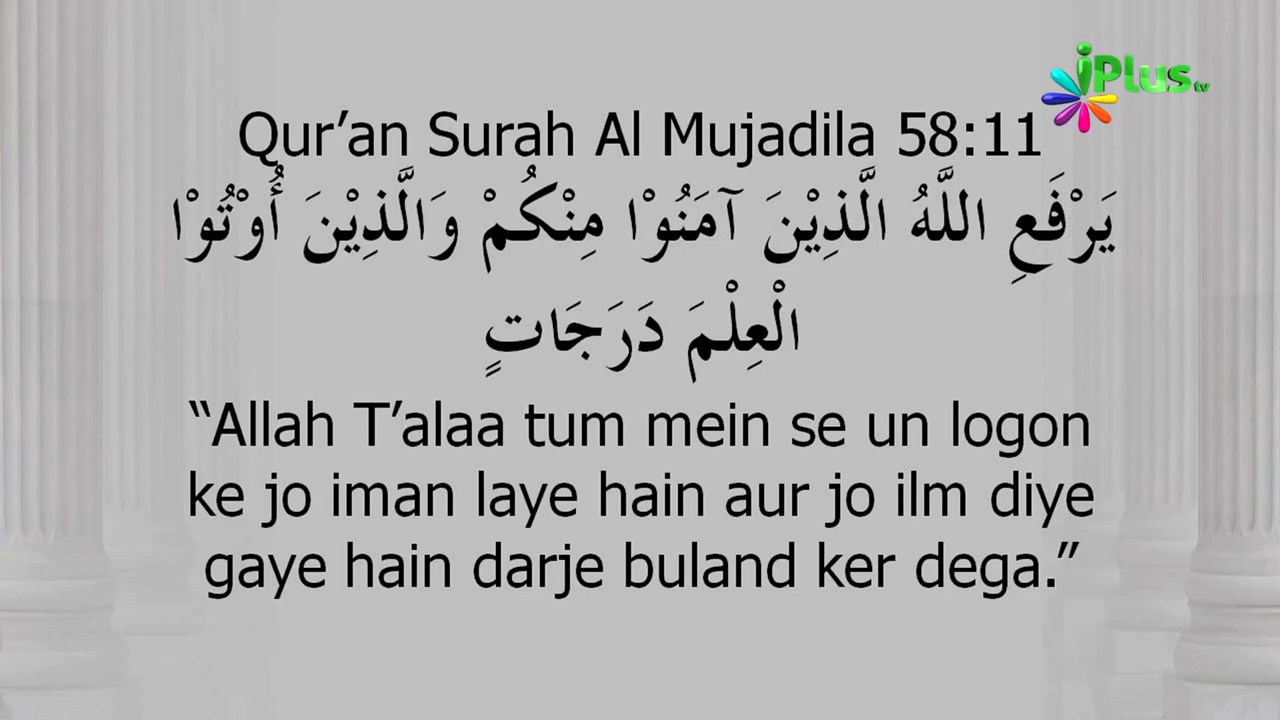 iPlus tv
Qur’an Surah Al Mujadila 58:11
يَرْفَعِ اللَّهُ الَّذِيْنَ آمَنُوْا مِنْكُمْ وَالَّذِيْنَ أُوْتُوْا
الْعِلْمَ دَرَجَاتٍ
“Allah T’alaa tum mein se un logon
ke jo iman laye hain aur jo ilm diye
gaye hain darje buland ker dega.”